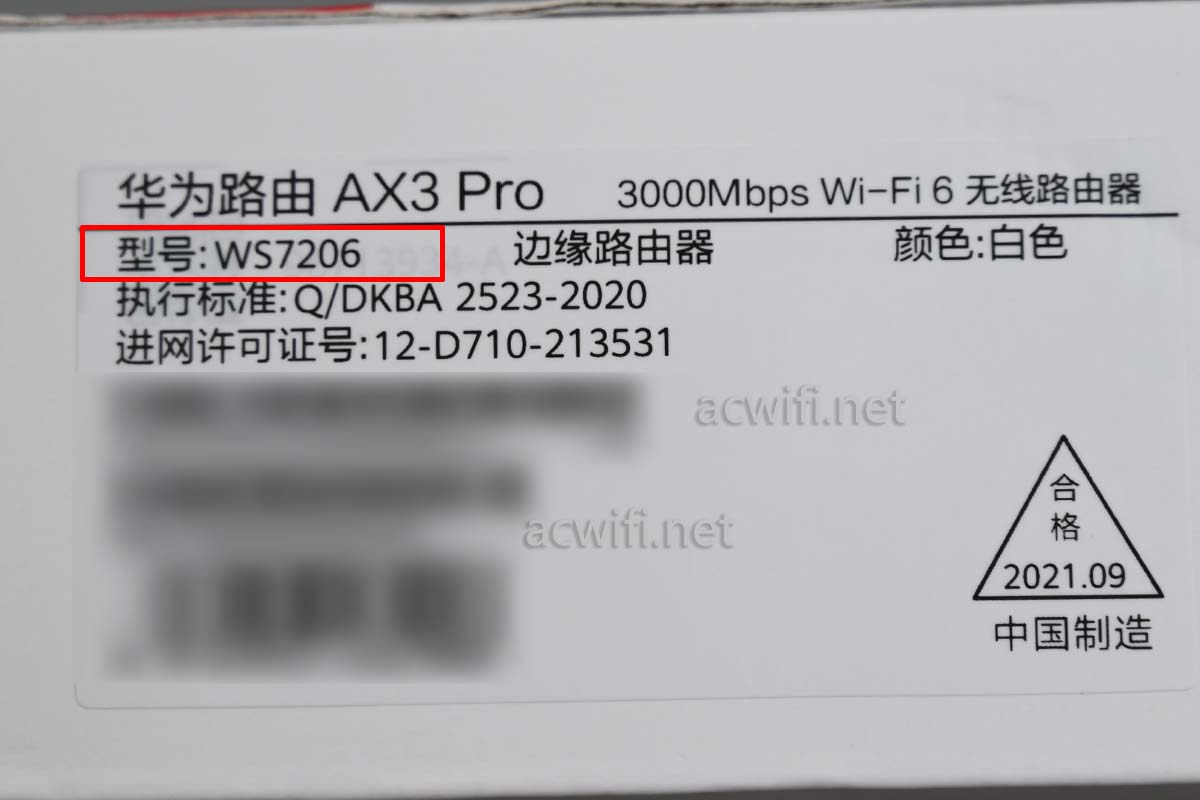 华为路由 AX3 Pro 3000Mbps Wi-Fi 6 无线路由器
型号:WS7206 边缘路由器 颜色:白色
执行标准:Q/DKBA 2523-2020
进网许可证号:12-D710-213531
acwifi.net
acwifi.net
合
格
2021.09
中国制造